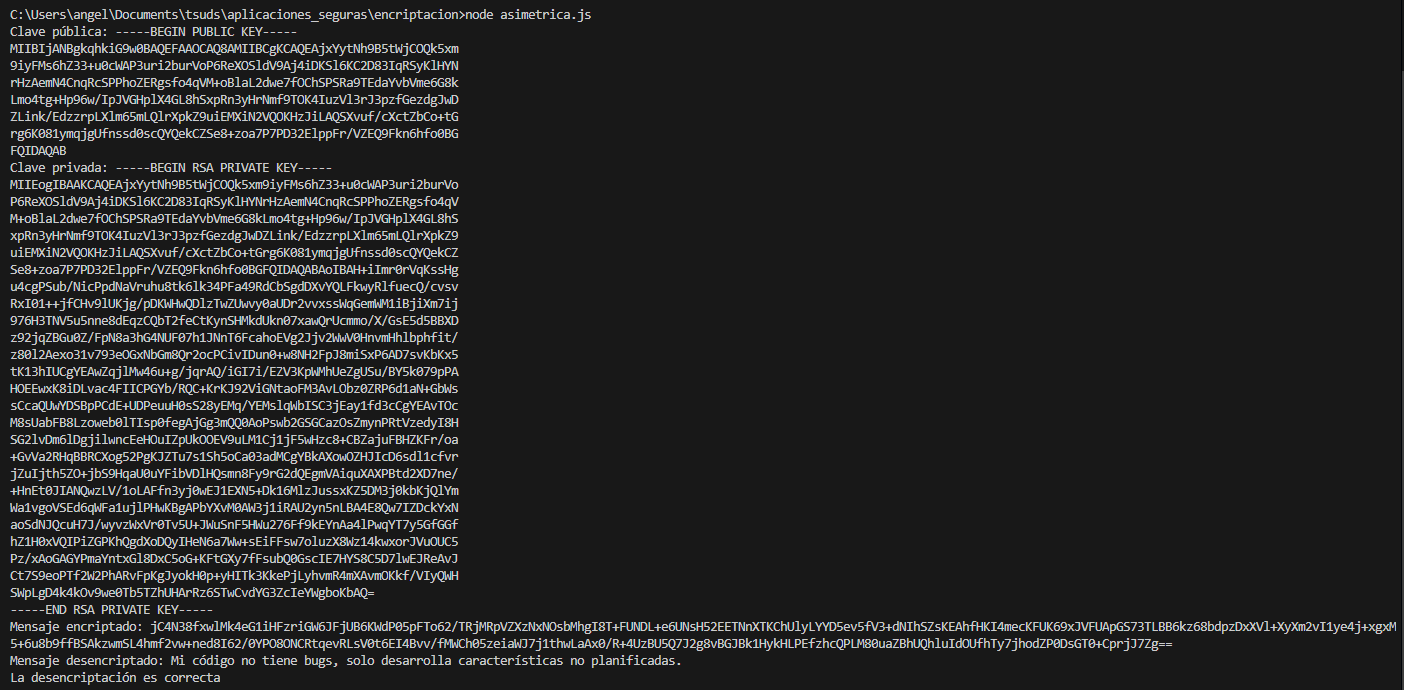 C:\Users\angel\Documents\tsuds\aplicaciones_seguras\encriptacion>node asimetrica.js
Clave pública: -----BEGIN PUBLIC KEY-----
MIIBIjANBgkqhkiG9w0BAQEFAAOCAQ8AMIIBCgKCAQEAjxYytNh9B5tWjCOQk5xm
9iyFMs6hZ33+u0cWAP3uri2burVoP6ReXOSldV9Aj4iDKSl6KC2D83IqRSyKlHYN
rHzAemN4CnqRcSPPhoZERgsfo4qVM+oBlaL2dwe7fOChSPSRa9TEdaYvbVme6G8k
Lmo4tg+Hp96w/IpJVGHplX4GL8hSxpRn3yHrNmf9TOK4IuzVl3rJ3pzfGezdgJwD
ZLink/EdzzrpLXlm65mLQlrXpkZ9uiEMXiN2VQOKHzJiLAQSXvuf/cXctZbCo+tG
rg6K081ymqjgUfnssd0scQYQekCZSe8+zoa7P7PD32ElppFr/VZEQ9Fkn6hfo0BG
FQIDAQAB
Clave privada: -----BEGIN RSA PRIVATE KEY-----
MIIEogIBAAKCAQEAjxYytNh9B5tWjCOQk5xm9iyFMs6hZ33+u0cWAP3uri2burVo
P6ReXOSldV9Aj4iDKSl6KC2D83IqRSyKlHYNrHzAemN4CnqRcSPPhoZERgsfo4qV
M+oBlaL2dwe7fOChSPSRa9TEdaYvbVme6G8kLmo4tg+Hp96w/IpJVGHplX4GL8hS
xpRn3yHrNmf9TOK4IuzVl3rJ3pzfGezdgJwDZLink/EdzzrpLXlm65mLQlrXpkZ9
uiEMXiN2VQOKHzJiLAQSXvuf/cXctZbCo+tGrg6K081ymqjgUfnssd0scQYQekCZ
Se8+zoa7P7PD32ElppFr/VZEQ9Fkn6hfo0BGFQIDAQABAoIBAH+iImr0rVqKssHg
u4cgPSub/NicPpdNaVruhu8tk6lk34PFa49RdCbSgdDXvYQLFkwyRlfuecQ/cvsv
RxI01++jfCHv9lUKjg/pDKWHwQDlzTwZUwvy0aUDr2vvxssWqGemWM1iBjiXm7ij
976H3TNV5u5nne8dEqzCQbT2feCtKynSHMkdUkn07xawQrUcmmo/X/GsE5d5BBXD
z92jqZBGu0Z/FpN8a3hG4NUF07h1JNnT6FcahoEVg2Jjv2WwV0HnvmHhlbphfit/
z80l2Aexo31v793eOGxNbGm8Qr2ocPCivIDun0+w8NH2FpJ8miSxP6AD7svKbKx5
tK13hIUCgYEAwZqjlMw46u+g/jqrAQ/iGI7i/EZV3KpWMhUeZgUSu/BY5k079pPA
HOEEwxK8iDLvac4FIICPGYb/RQC+KrKJ92ViGNtaoFM3AvLObz0ZRP6d1aN+GbWs
sCcaQUwYDSBpPCdE+UDPeuuH0sS28yEMq/YEMslqWbISC3jEay1fd3cCgYEAvTOc
M8sUabFB8Lzoweb0lTIsp0fegAjGg3mQQ0AoPswb2GSGCazOsZmynPRtVzedyI8H
SG2lvDm6lDgjilwncEeHOuIZpUkOOEV9uLM1Cj1jF5wHzc8+CBZajuFBHZKFr/oa
+GvVa2RHqBBRCXog52PgKJZTu7s1Sh5oCa03adMCgYBkAXowOZHJIcD6sdl1cfvr
jZuIjth5ZO+jbS9HqaU0uYFibVDlHQsmn8Fy9rG2dQEgmVAiquXAXPBtd2XD7ne/
+HnEt0JIANQwzLV/1oLAFfn3yj0wEJ1EXN5+Dk16MlzJussxKZ5DM3j0kbKjQlYm
Wa1vgoVSEd6qWFa1ujlPHwKBgAPbYXvM0AW3j1iRAU2yn5nLBA4E8Qw7IZDckYxN
aoSdNJQcuH7J/wyvzWxVr0Tv5U+JWuSnF5HWu276Ff9kEYnAa4lPwqYT7y5GfGGf
hZ1H0xVQIPiZGPKhQgdXoDQyIHeN6a7Ww+sEiFFsw7oluzX8Wz14kwxorJVuOUC5
Pz/xAoGAGYPmaYntxGl8DxC5oG+KFtGXy7fFsubQ0GscIE7HYS8C5D7lwEJReAvJ
Ct7S9eoPTf2W2PhARvFpKgJyokH0p+yHITk3KkePjLyhvmR4mXAvmOKkf/VIyQWH
SWpLgD4k4kOv9we0Tb5TZhUHArRz6STwCvdYG3ZcIeYWgboKbAQ=
-----END RSA PRIVATE KEY-----
Mensaje encriptado: jC4N38fxwlMk4eG1iHFzriGW6JFjUB6KWdP05pFTo62/TRjMRpVZXzNxNOsbMhgI8T+FUNDL+e6UNsH52EETNnXTKChUlyLYYD5ev5fV3+dNIhSZsKEAhfHKI4mecKFUK69xJVFUApGS73TLBB6kz68bdpzDxXVl+XyXm2vI1ye4j+xgxM
5+6u8b9ffBSAkzwmSL4hmf2vw+ned8I62/0YPO8ONCRtqevRLsV0t6EI4Bvv/fMWCh05zeiaWJ7j1thwLaAx0/R+4UzBU5Q7J2g8vBGJBk1HykHLPEfzhcQPLM80uaZBhUQhluIdOUfhTy7jhodZP0DsGT0+CprjJ7Zg==
Mensaje desencriptado: Mi código no tiene bugs, solo desarrolla características no planificadas.
La desencriptación es correcta